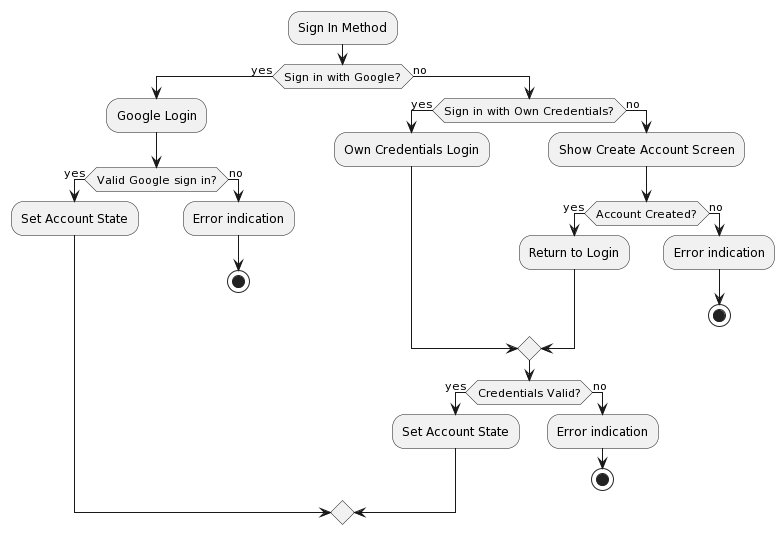 Sign In Method
yes
Sign in with Google?
no
Google Login
yes
Sign in with Own Credentials?
no
Own Credentials Login
Show Create Account Screen
yes
Valid Google sign in?
no
Set Account State
Error indication
yes
Account Created?
no
Return to Login
Error indication
yes
Credentials Valid?
no
Set Account State
Error indication